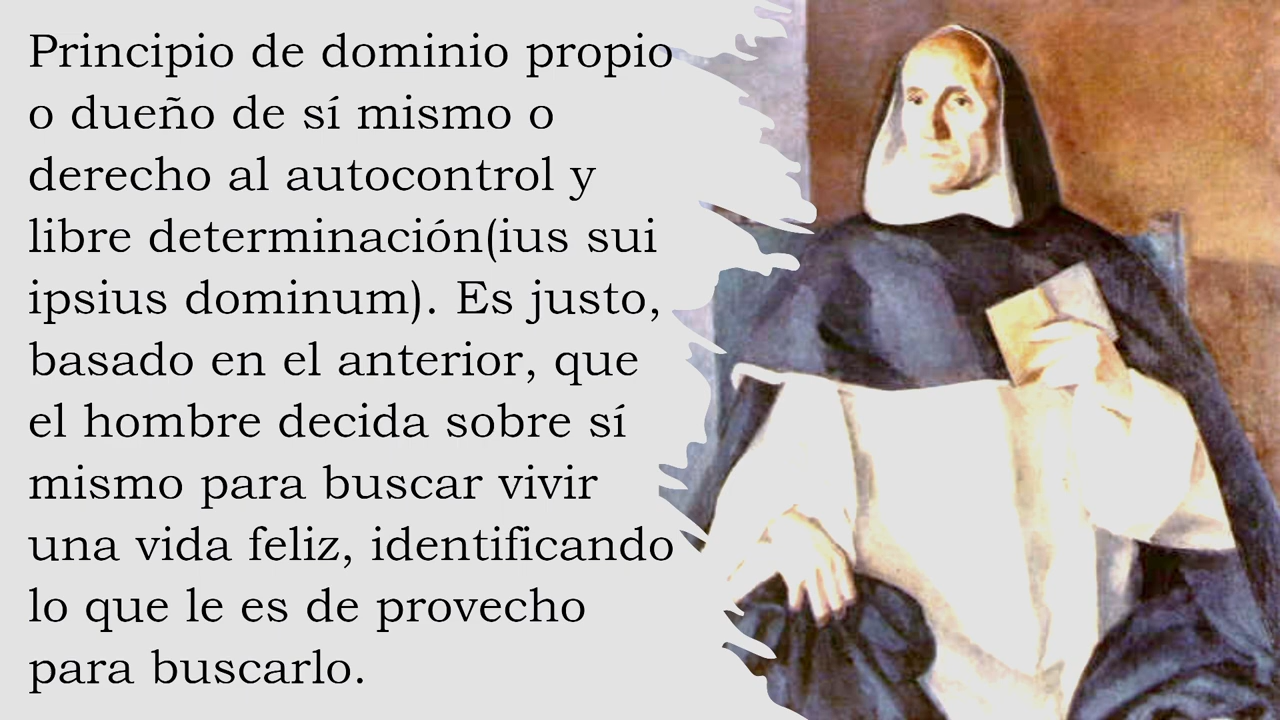 Principio de dominio propio
o dueño de sí mismo o
derecho al autocontrol y
libre determinación(ius sui
ipsius dominum). Es justo,
basado en el anterior, que
el hombre decida sobre sí
mismo para buscar vivir
una vida feliz, identificando
lo que le es de provecho
para buscarlo.